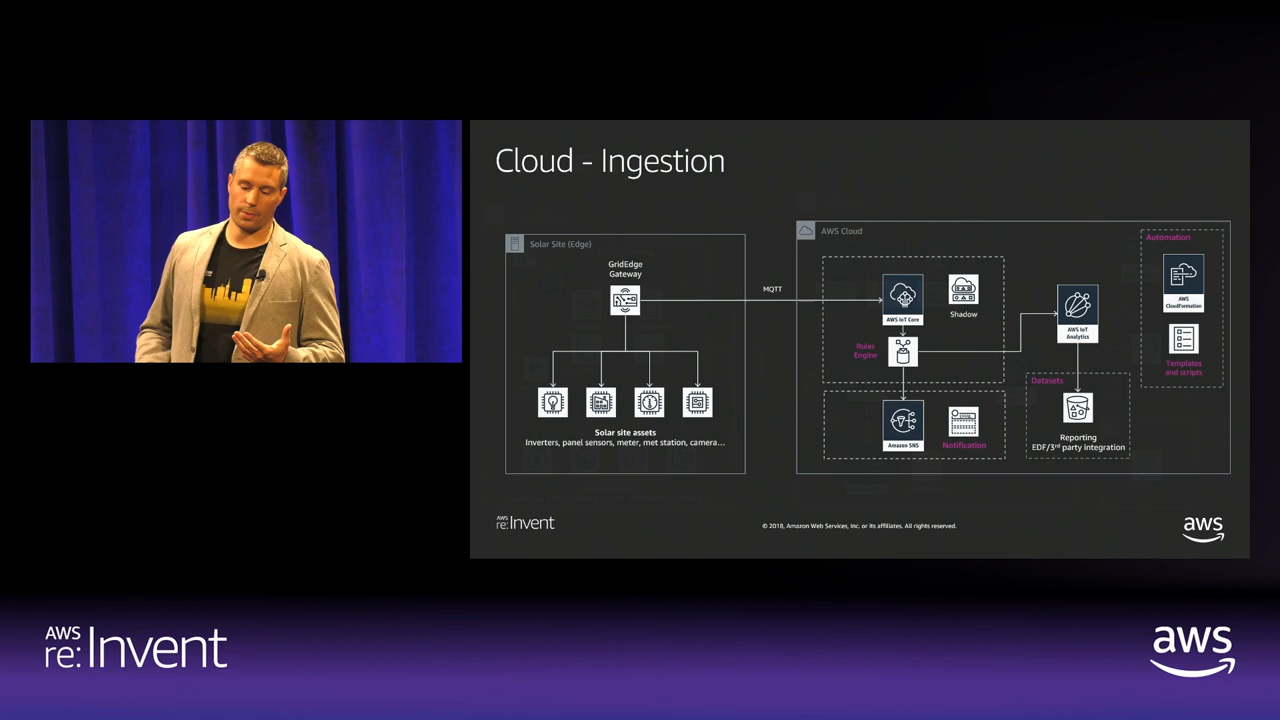 Cloud - Ingestion
Solar Site (Edge)
GridEdge
Gateway
Solar site assets
Inverters, panel sensors, meter, met station, camera...
MQTT
AWS Cloud
AWS IoT Core
Shadow
Rules
Engine
Amazon SNS
Notification
AWS IoT
Analytics
Datasets
Reporting
EDF/3rd party integration
Automation
AWS
CloudFormation
Templates
and scripts
AWS
re:Invent
© 2018, Amazon Web Services, Inc. or its affiliates. All rights reserved.
aws
AWS
re:Invent
aws